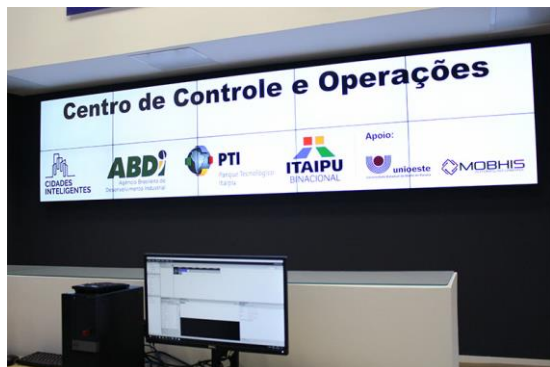 Centro de Controle e Operações
Apoio:
CIDADES
INTELIGENTES
ABDI
Agência Brasileira de
Desenvolvimento Industrial
PTI
Parque Tecnológico
Itaipu
ITAIPU
BINACIONAL
unioeste
MOBHIS